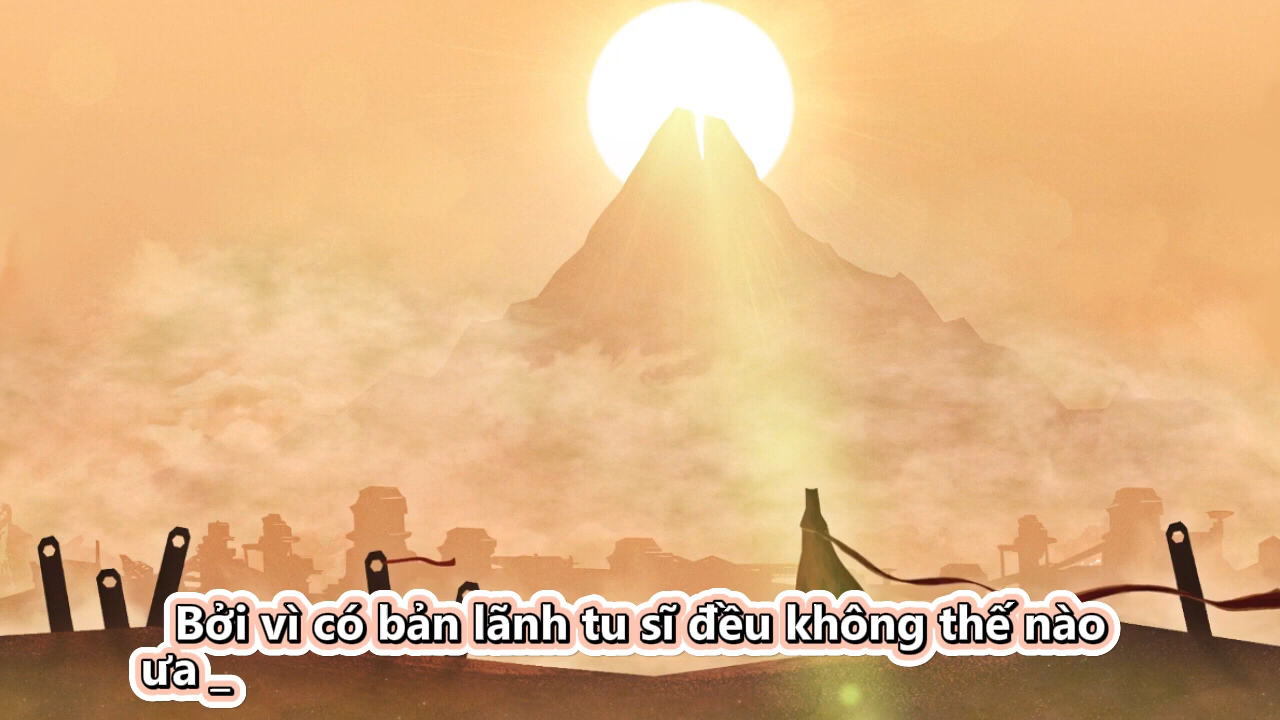 Bởi vì có bản lãnh tu sĩ đều không thế nào
ưa _